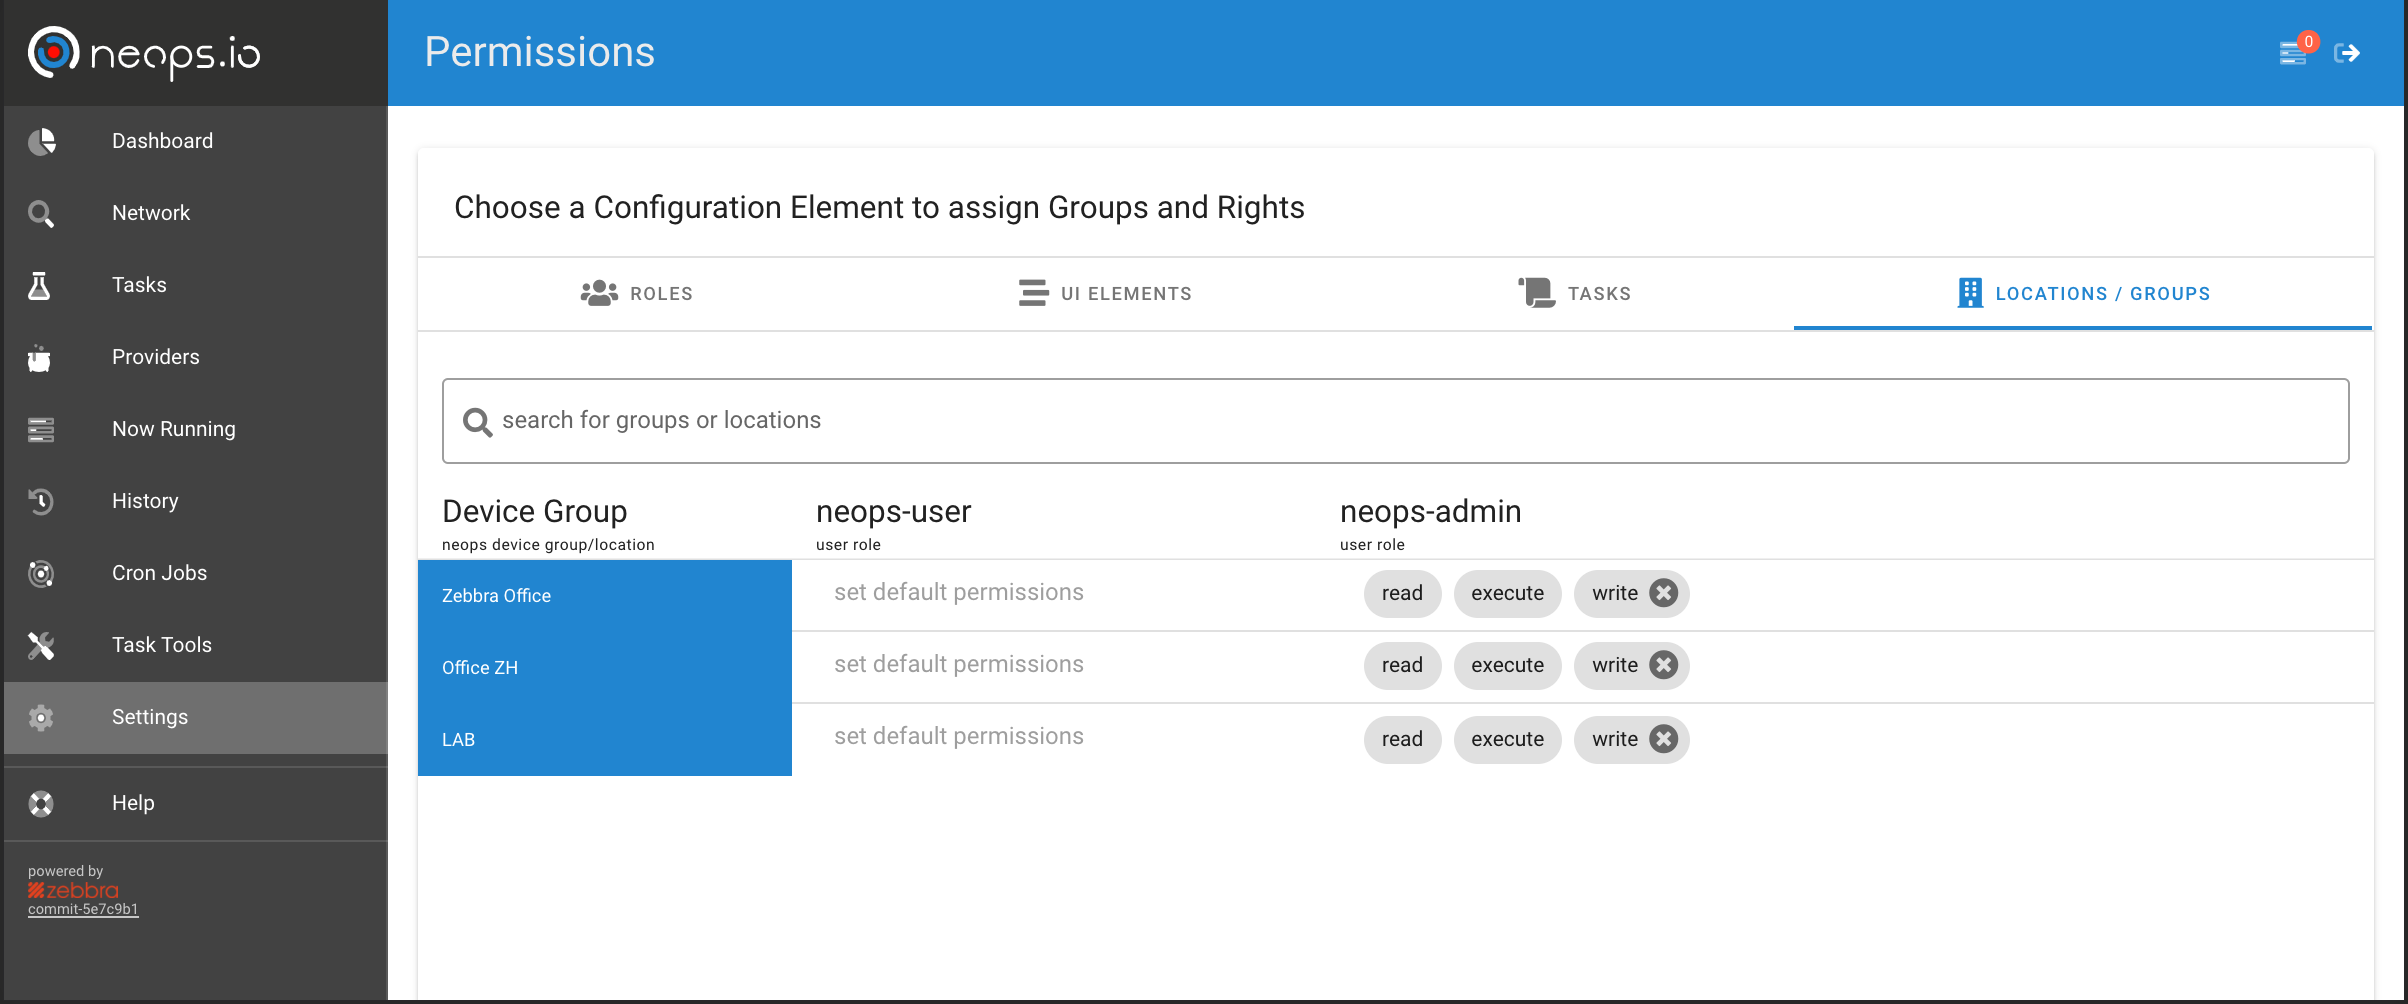 neops.io
Permissions
0
Dashboard
Network
Tasks
Providers
Now Running
History
Cron Jobs
Task Tools
Settings
Help
powered by
zebbra
commit-5e7c9b1
Choose a Configuration Element to assign Groups and Rights
ROLES
UI ELEMENTS
TASKS
LOCATIONS / GROUPS
search for groups or locations
Device Group
neops device group/location
neops-user
user role
neops-admin
user role
Zebbra Office
set default permissions
read
execute
write
Office ZH
set default permissions
read
execute
write
LAB
set default permissions
read
execute
write